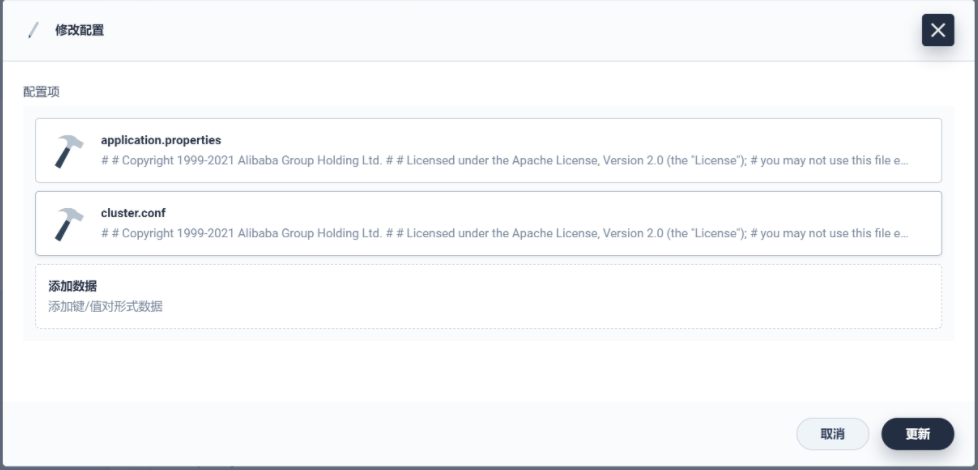 修改配置
配置项
application.properties
# # Copyright 1999-2021 Alibaba Group Holding Ltd. # # Licensed under the Apache License, Version 2.0 (the "License"); # you may not use this file e...
cluster.conf
# # Copyright 1999-2021 Alibaba Group Holding Ltd. # # Licensed under the Apache License, Version 2.0 (the "License"); # you may not use this file e...
添加数据
添加键/值对形式数据
取消 更新